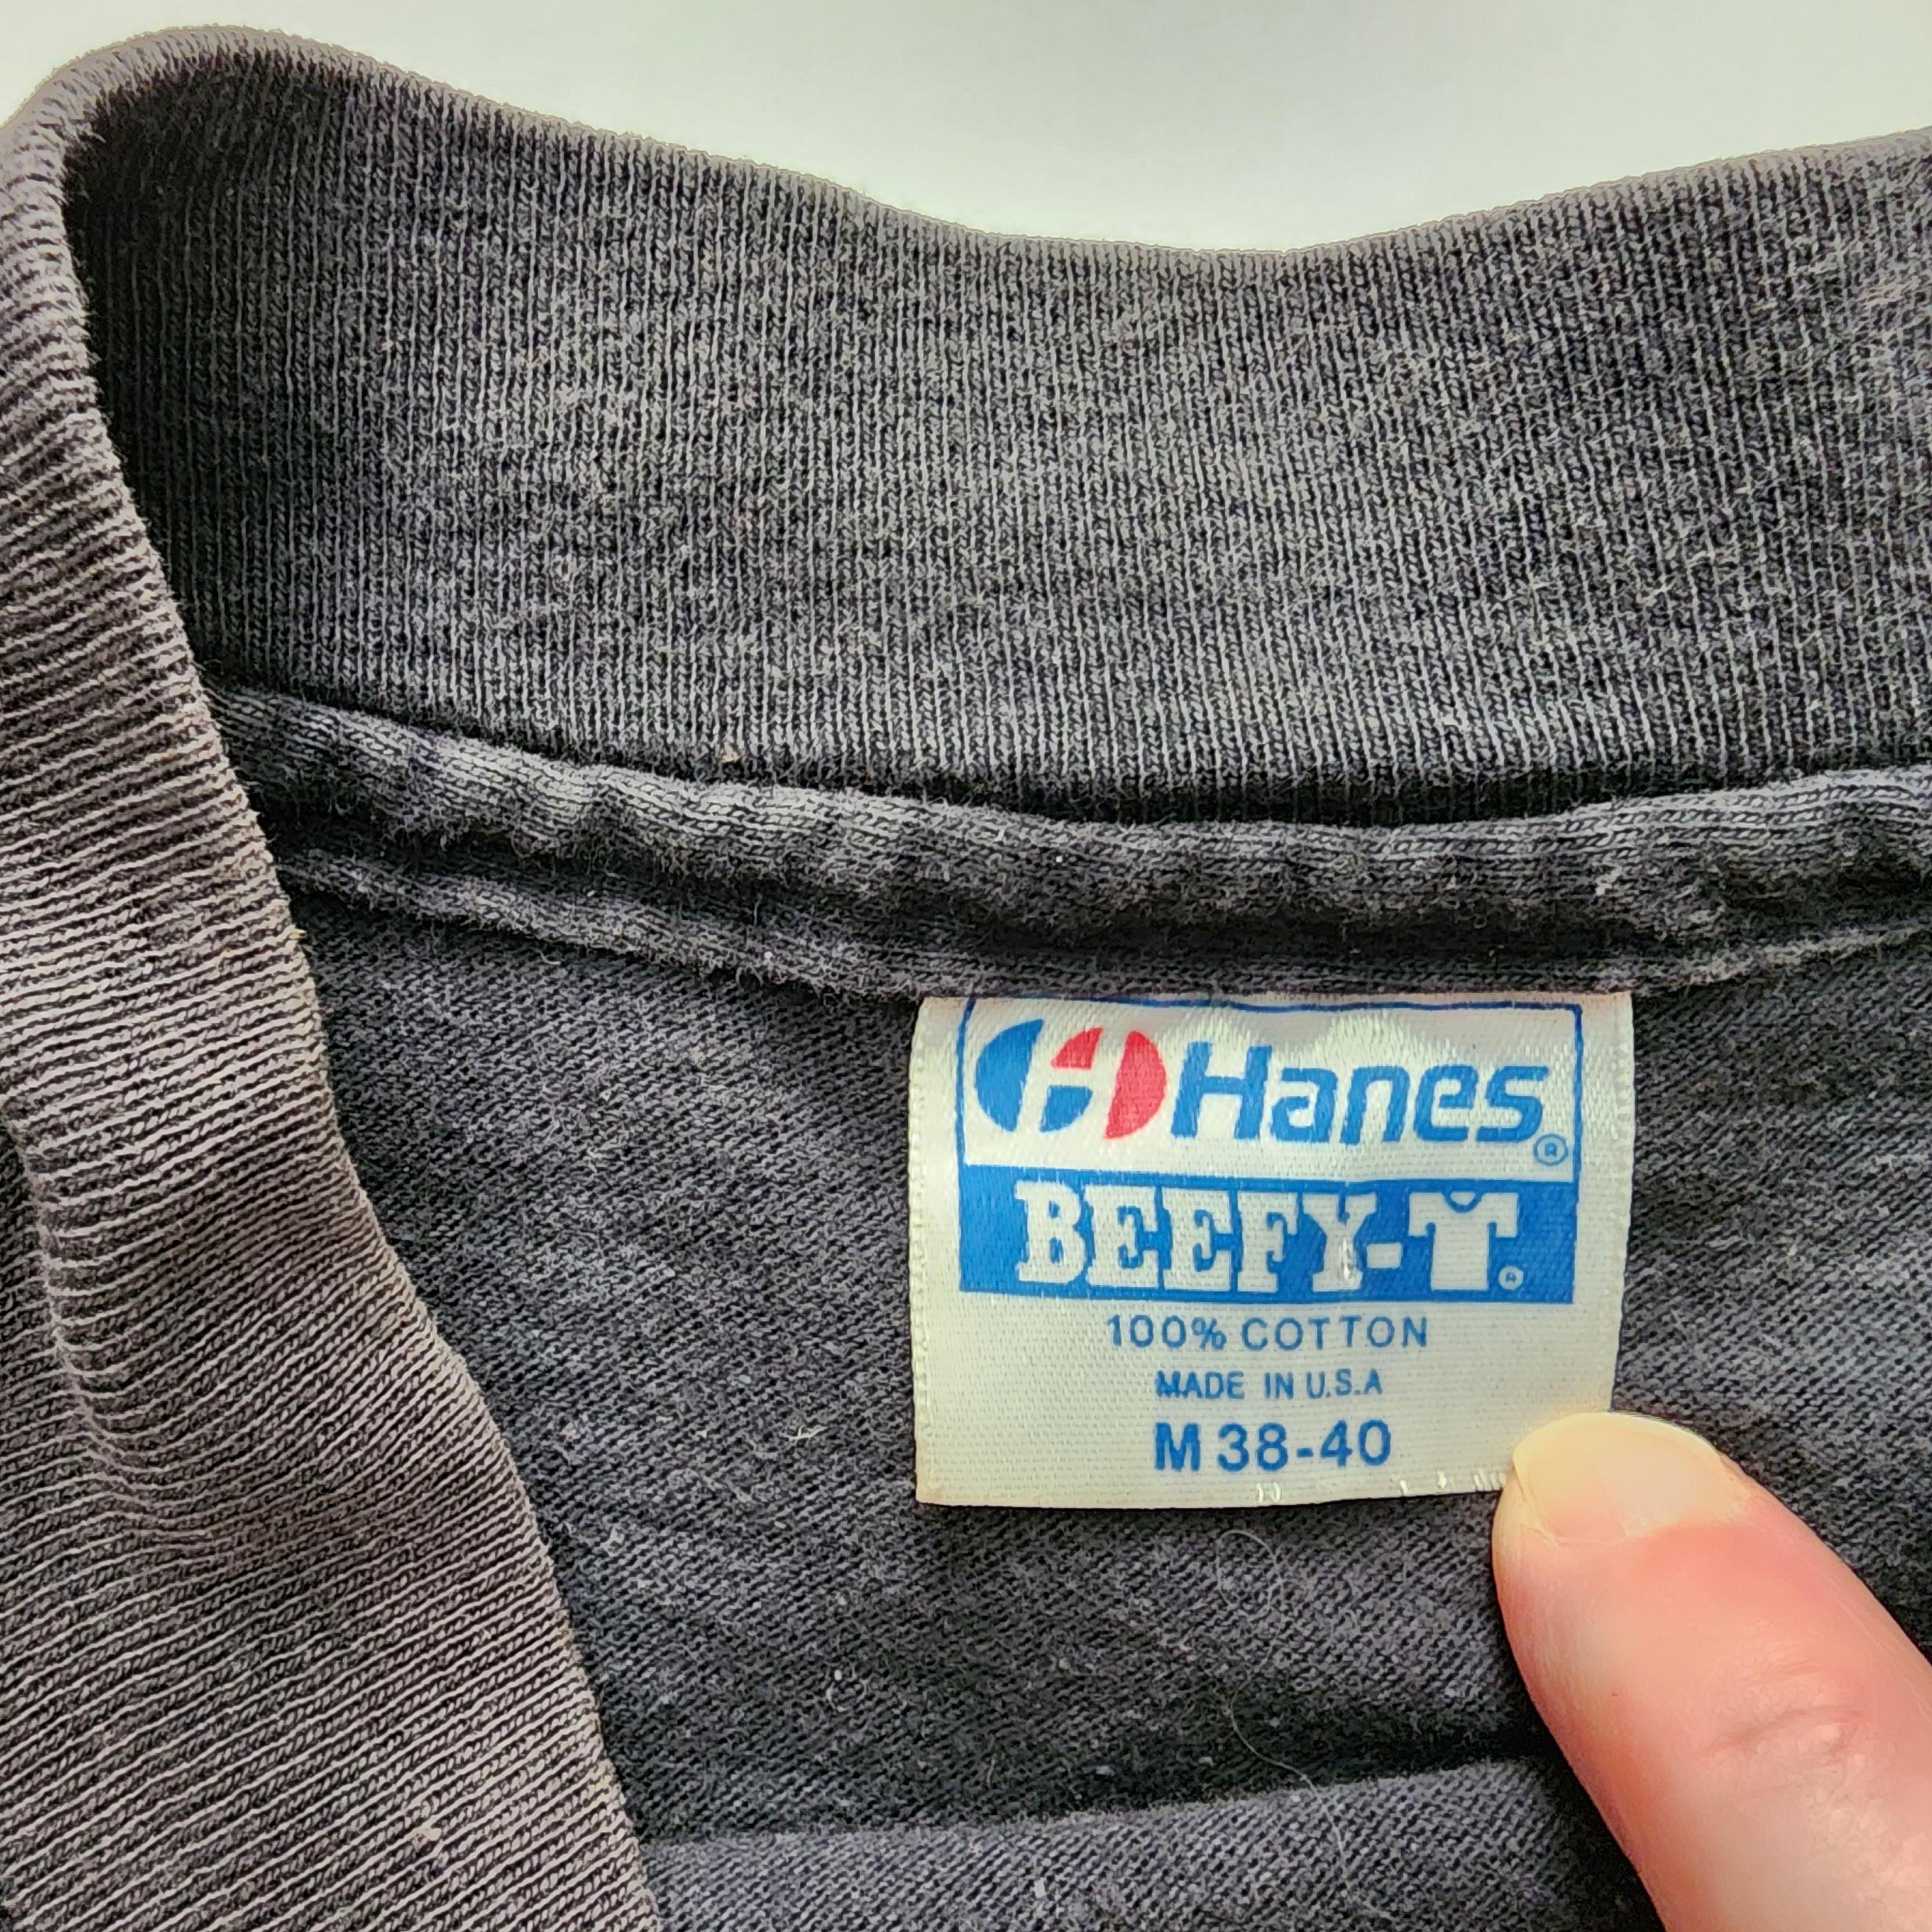 Hanes®
BEEFY-T®
100% COTTON
MADE IN U.S.A
M 38-40